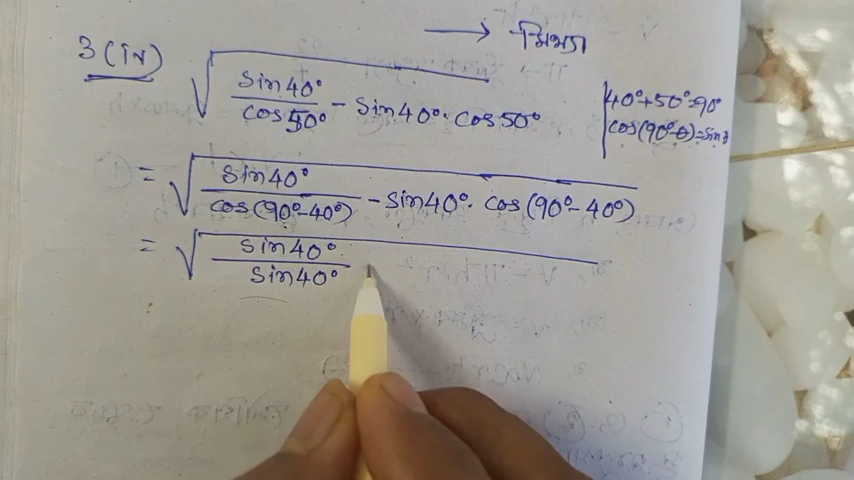 → মিশ্র
3 (iv) √ sin40°/cos50° - sin40°. cos50°
40°+50°=90°
cos(90°-θ)=sinθ
= √ sin40°/cos(90°-40°) - sin40°. cos(90°-40°)
= √ sin40°/sin40°